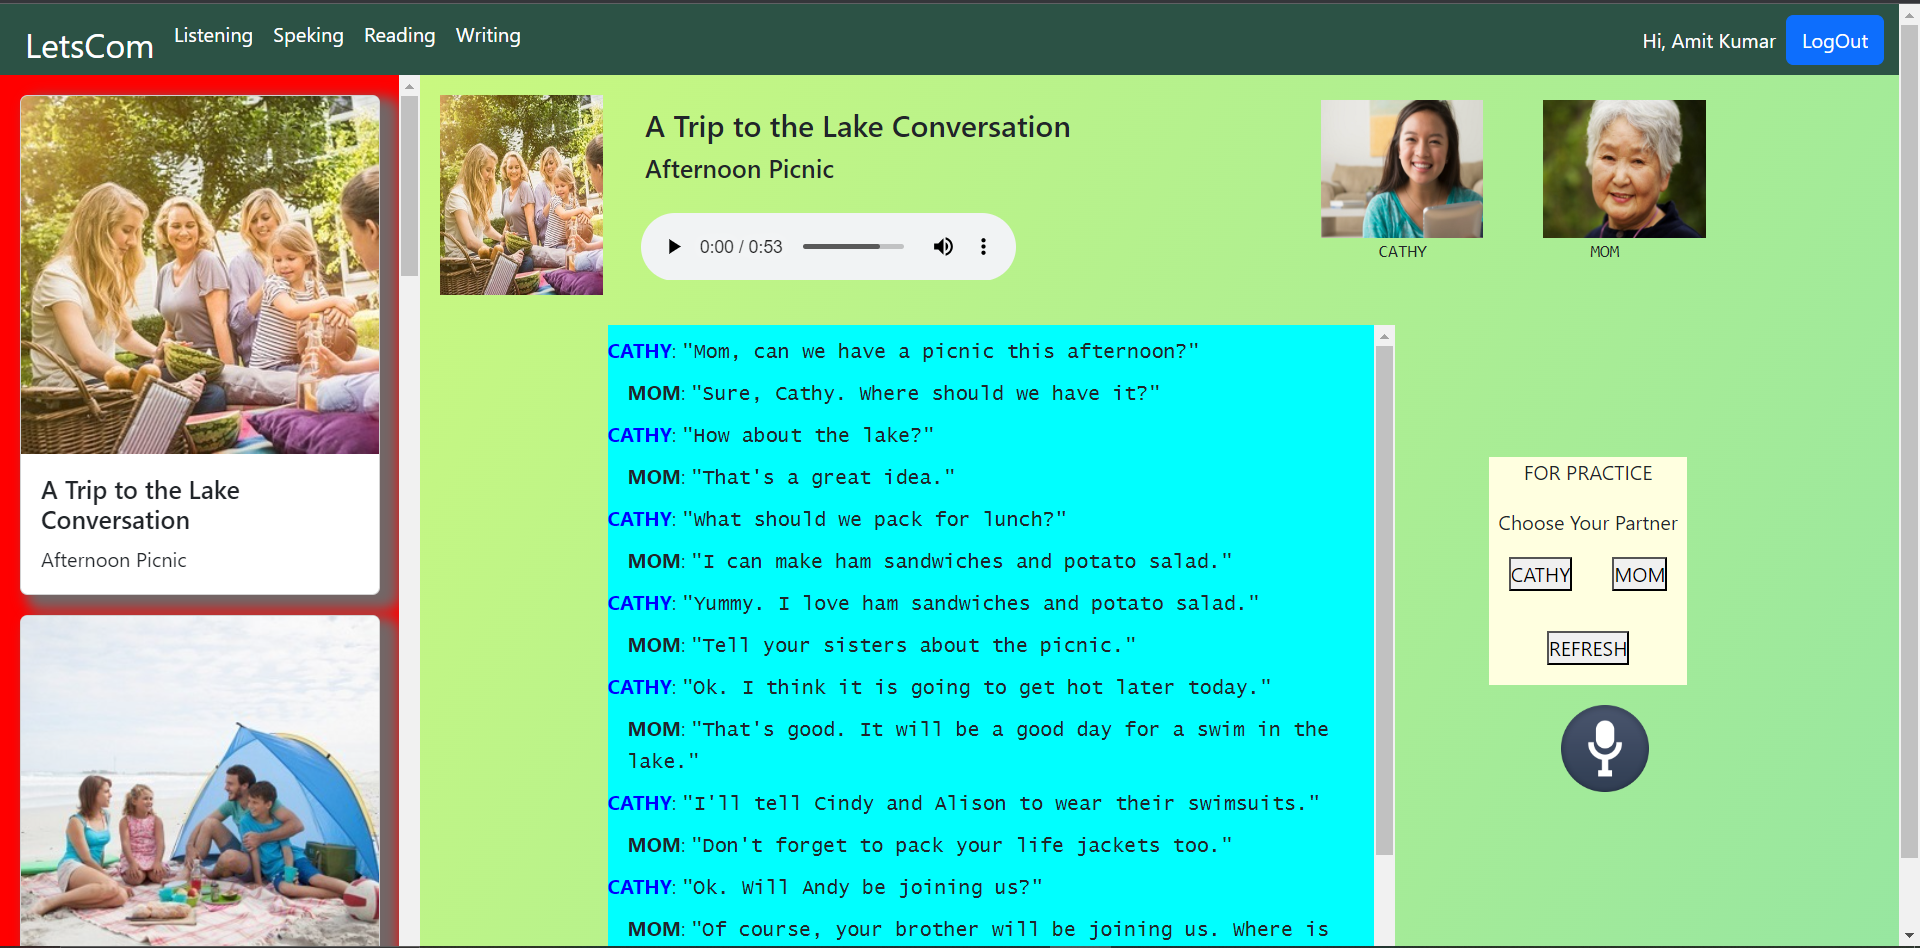 LetsCom
Listening Speking Reading Writing
Hi, Amit Kumar
LogOut
A Trip to the Lake
Conversation
Afternoon Picnic
A Trip to the Lake Conversation
Afternoon Picnic
0:00 / 0:53
CATHY
MOM
CATHY: "Mom, can we have a picnic this afternoon?"
MOM: "Sure, Cathy. Where should we have it?"
CATHY: "How about the lake?"
MOM: "That's a great idea."
CATHY: "What should we pack for lunch?"
MOM: "I can make ham sandwiches and potato salad."
CATHY: "Yummy. I love ham sandwiches and potato salad."
MOM: "Tell your sisters about the picnic."
CATHY: "Ok. I think it is going to get hot later today."
MOM: "That's good. It will be a good day for a swim in the
lake."
CATHY: "I'll tell Cindy and Alison to wear their swimsuits."
MOM: "Don't forget to pack your life jackets too."
CATHY: "Ok. Will Andy be joining us?"
MOM: "Of course, your brother will be joining us. Where is
FOR PRACTICE
Choose Your Partner
CATHY
MOM
REFRESH